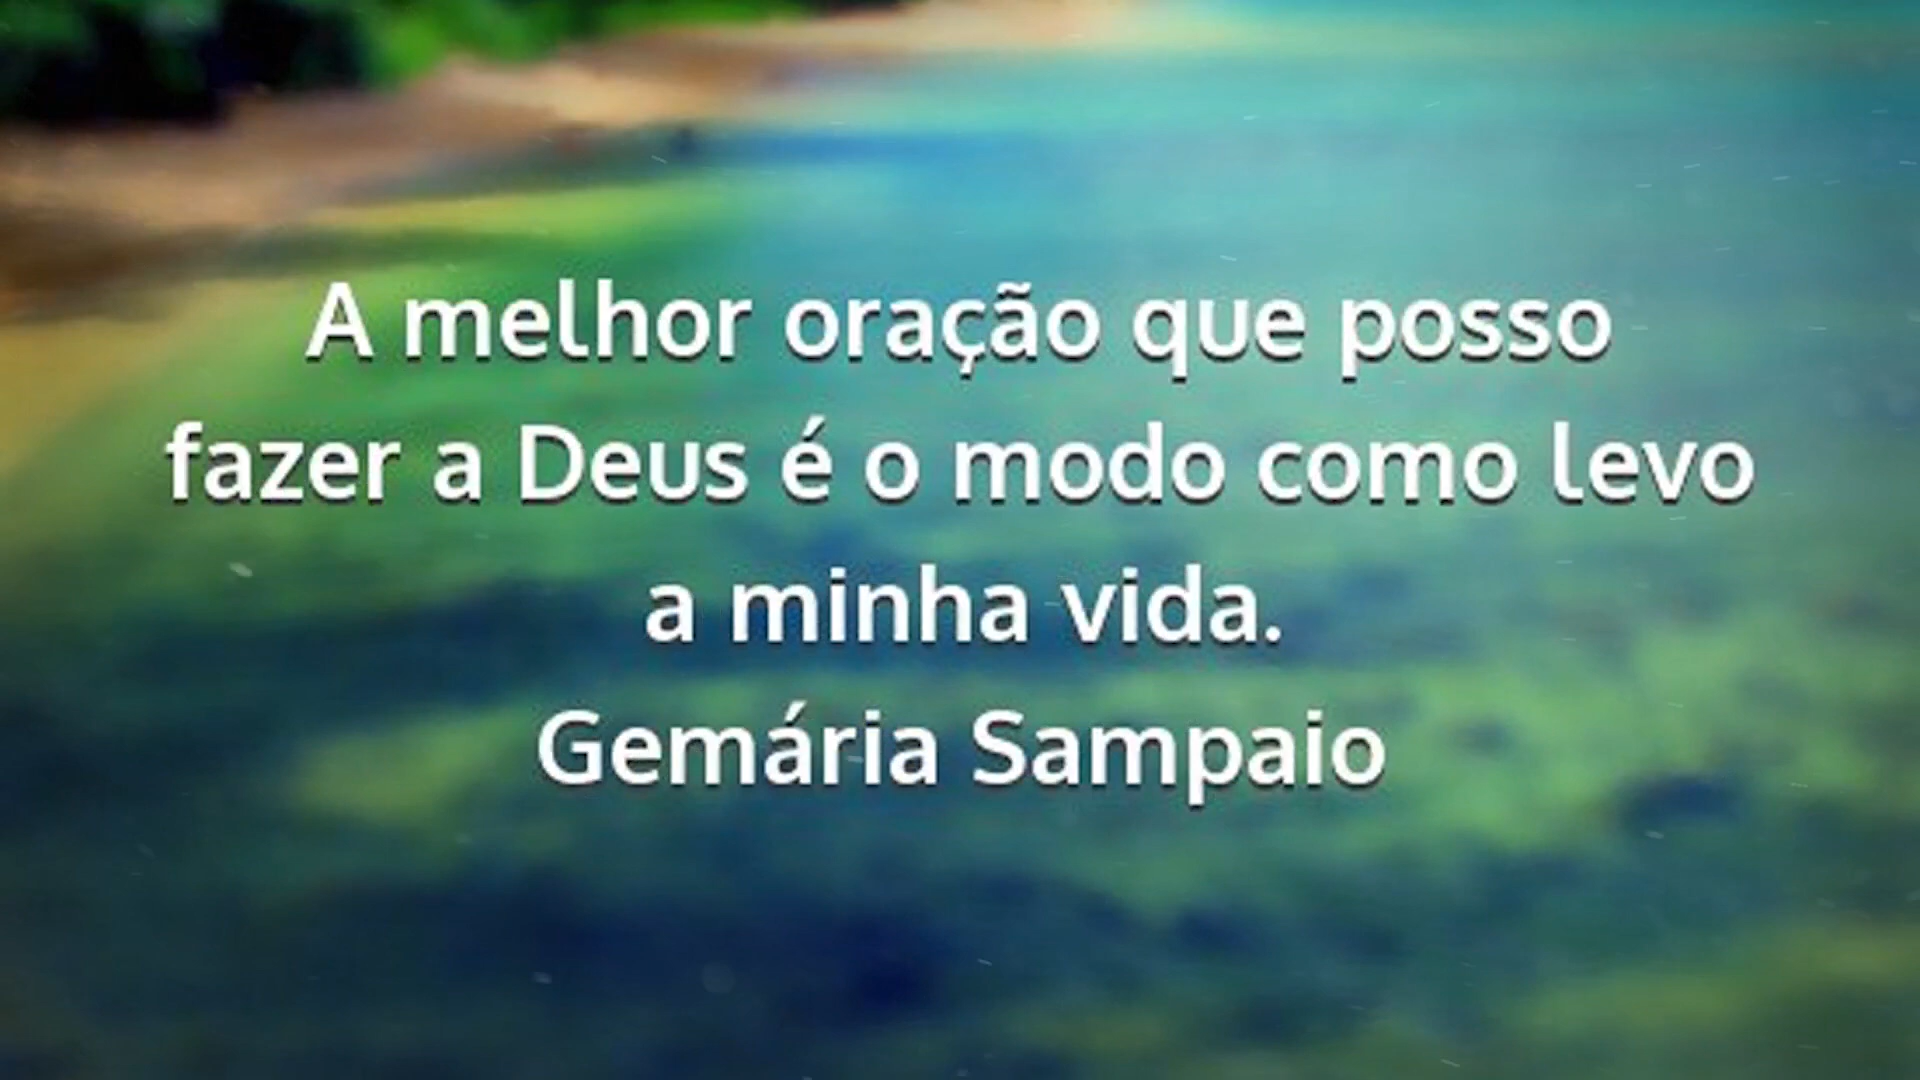 A melhor oração que posso
fazer a Deus é o modo como levo
a minha vida.
Gemária Sampaio